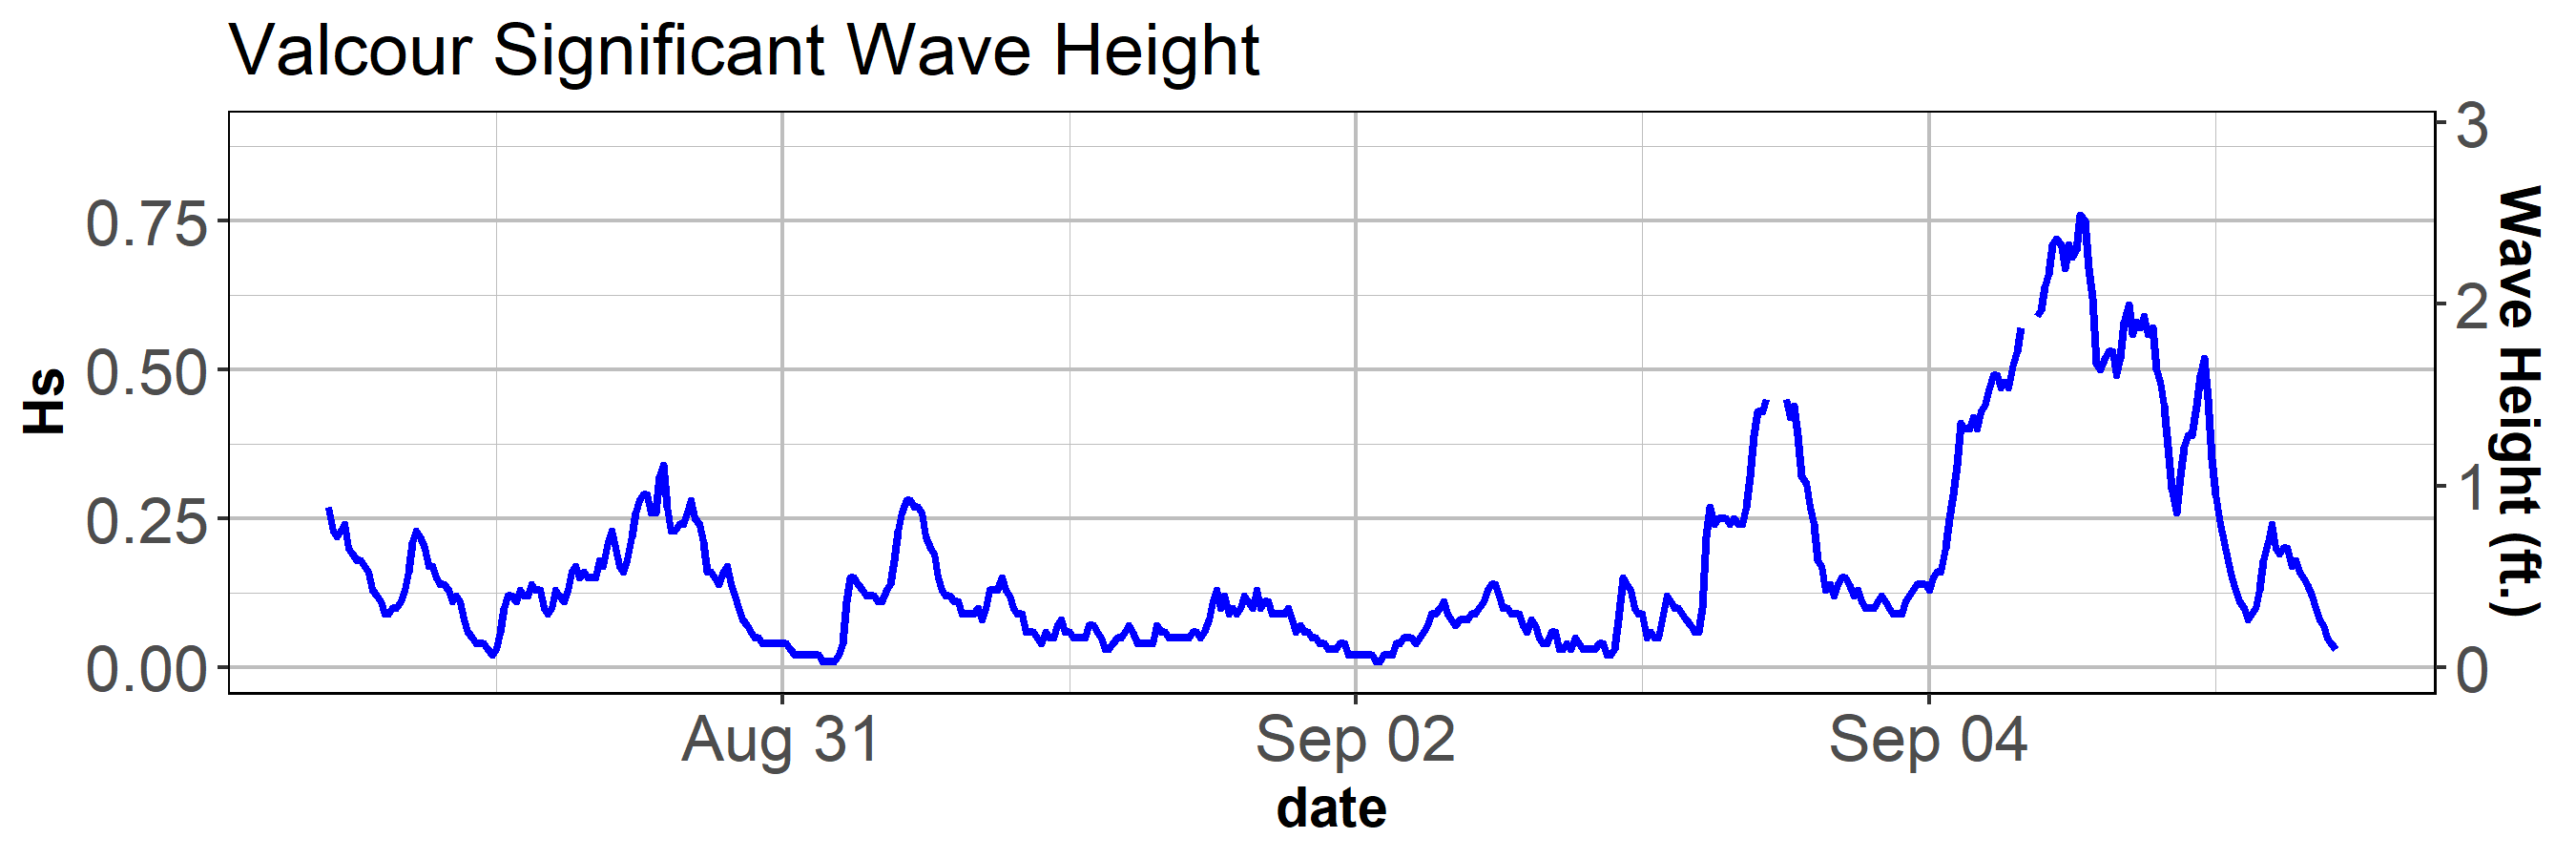 Valcour Significant Wave Height
Hs
0.75
0.50
0.25
0.00
3
2
1
0
Wave Height (ft.)
Aug 31
Sep 02
Sep 04
date